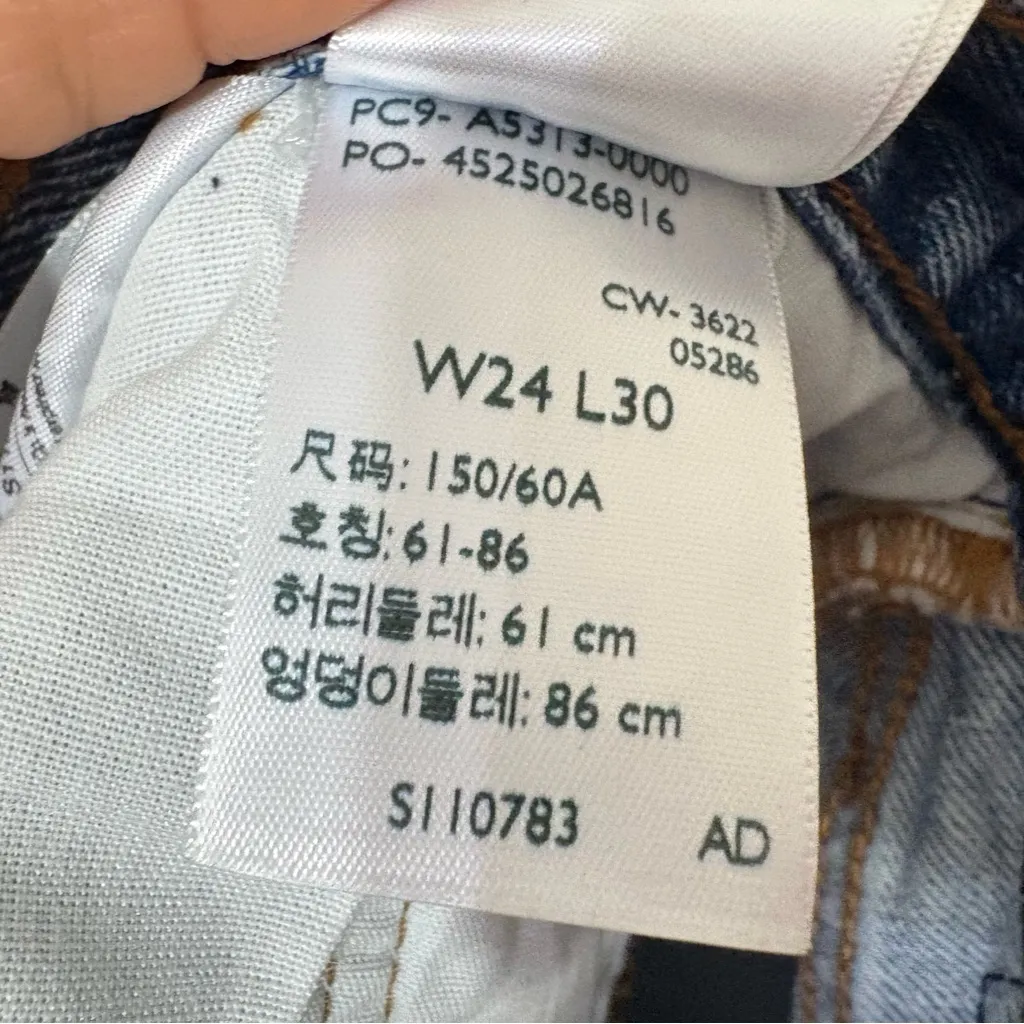 PC9- A5313-0000
PO- 4525026816
CW- 3622
05286
W24 L30
尺码: 150/60A
호칭: 61-86
허리둘레: 61 cm
엉덩이둘레: 86 cm
S110783
AD